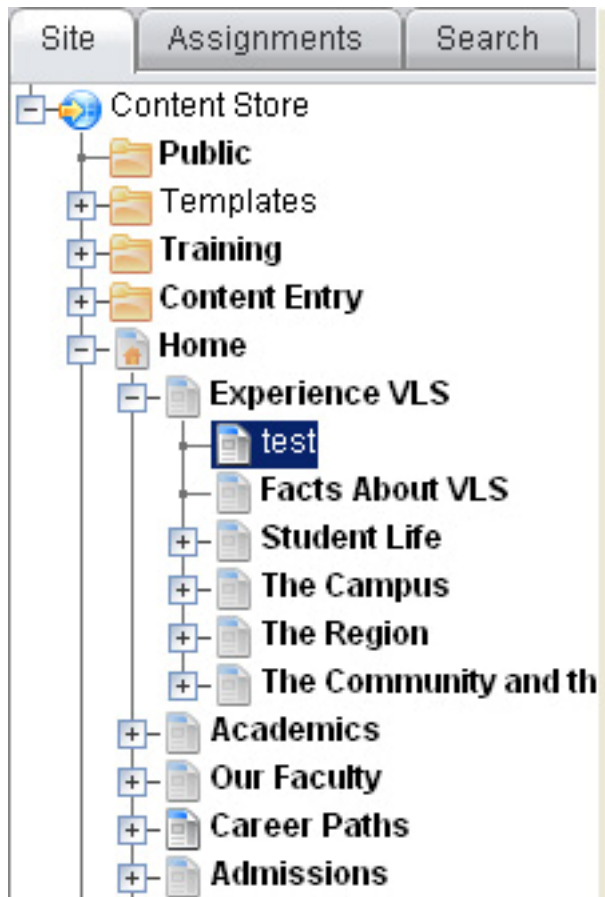 Site Assignments Search
Content Store
Public
Templates
Training
Content Entry
Home
Experience VLS
test
Facts About VLS
Student Life
The Campus
The Region
The Community and th
Academics
Our Faculty
Career Paths
Admissions